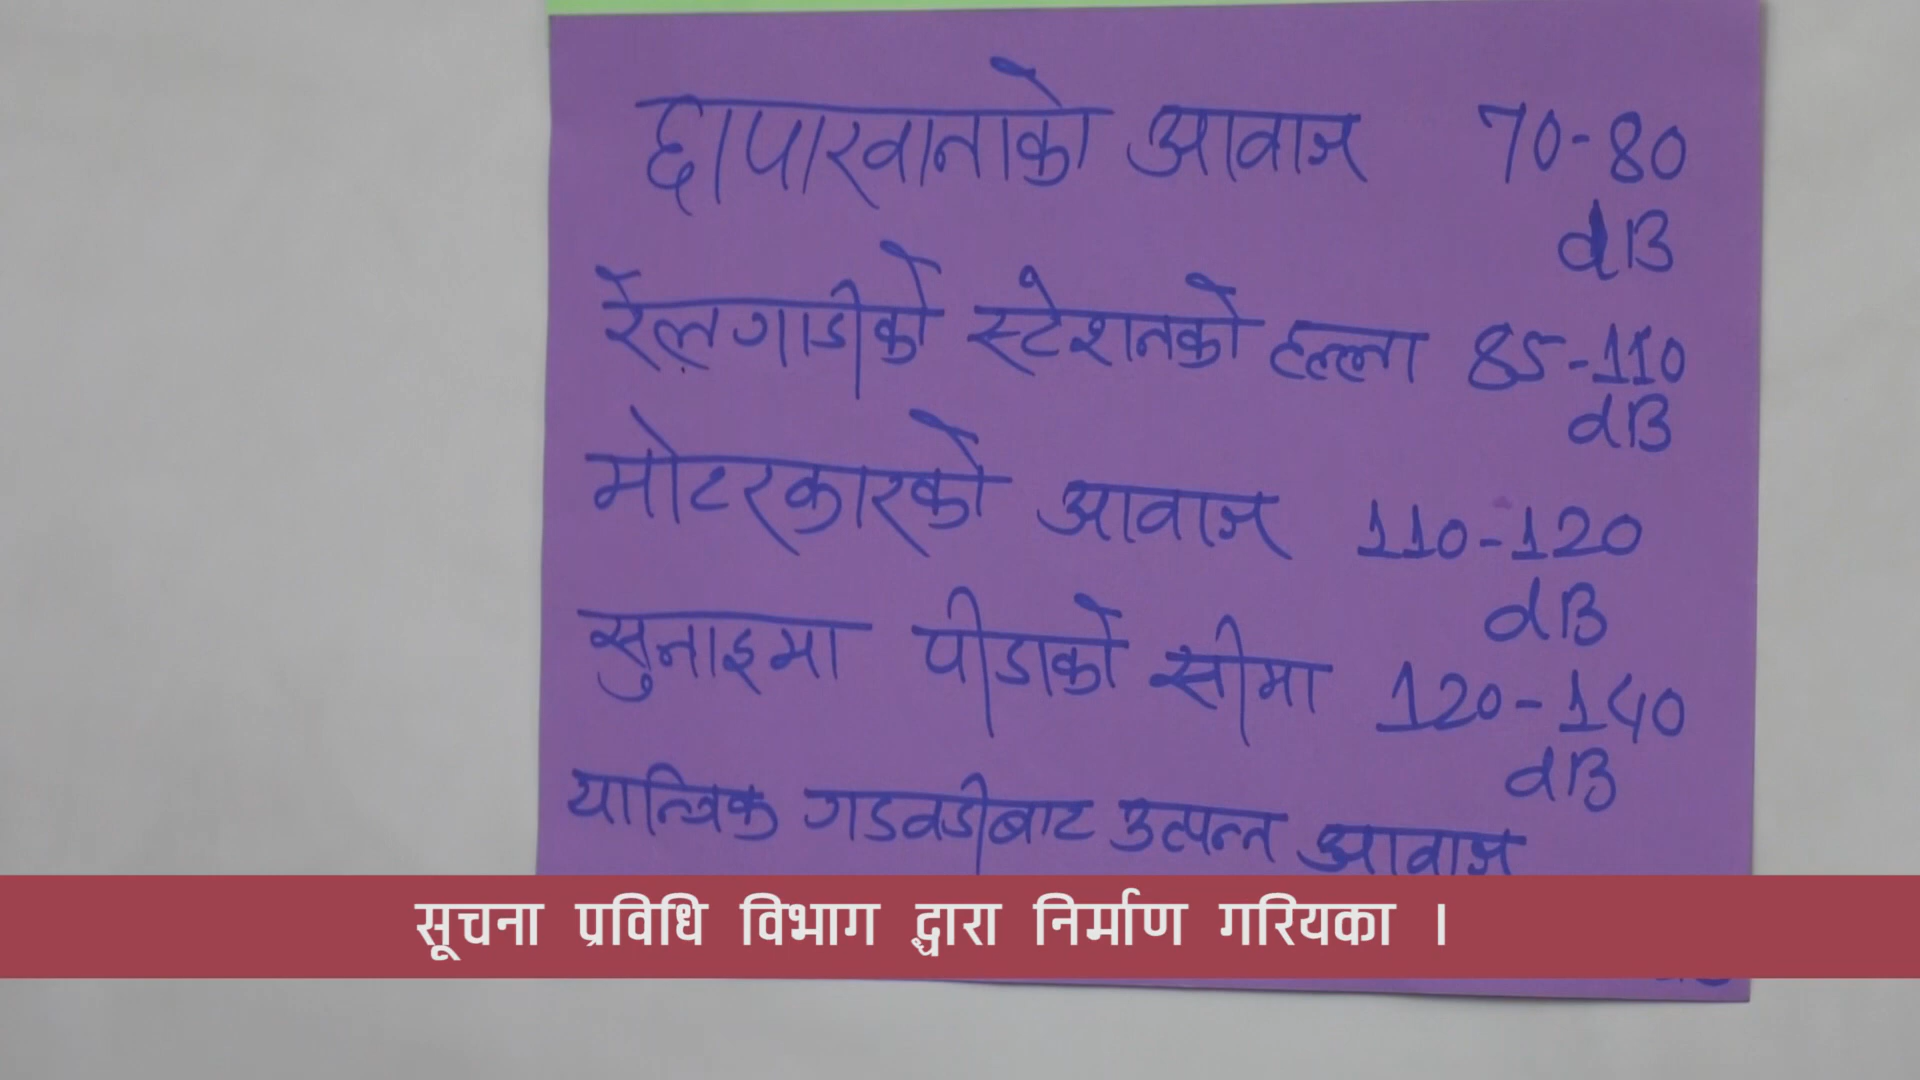 छापाखानाको आवाज 70-80
dB
रेलगाडीको स्टेशनको हल्ला 85-110
dB
मोटरकारको आवाज 110-120
dB
सुनाइमा पीडाको सीमा 120-140
dB
यान्त्रिक गडवडीबाट उत्पन्न आवाज
सूचना प्रविधि विभाग द्धारा निर्माण गरियका ।